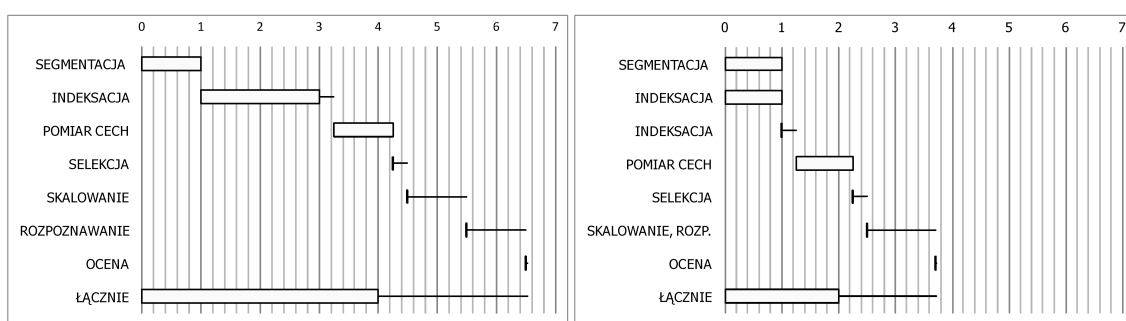 0 1 2 3 4 5 6 7
SEGMENTACJA
INDEKSACJA
POMIAR CECH
SELEKCJA
SKALOWANIE
ROZPOZNAWANIE
OCENA
ŁĄCZNIE
0 1 2 3 4 5 6 7
SEGMENTACJA
INDEKSACJA
INDEKSACJA
POMIAR CECH
SELEKCJA
SKALOWANIE, ROZP.
OCENA
ŁĄCZNIE